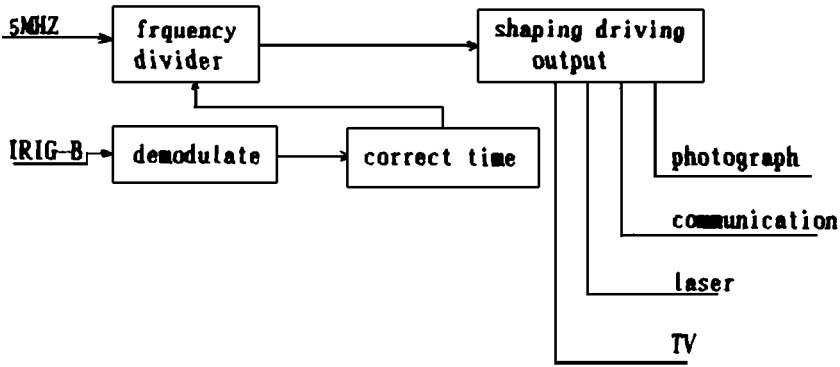 5MHZ
frquency
divider
shaping driving
output
IRIG-B
demodulate
correct time
photograph
communication
laser
TV